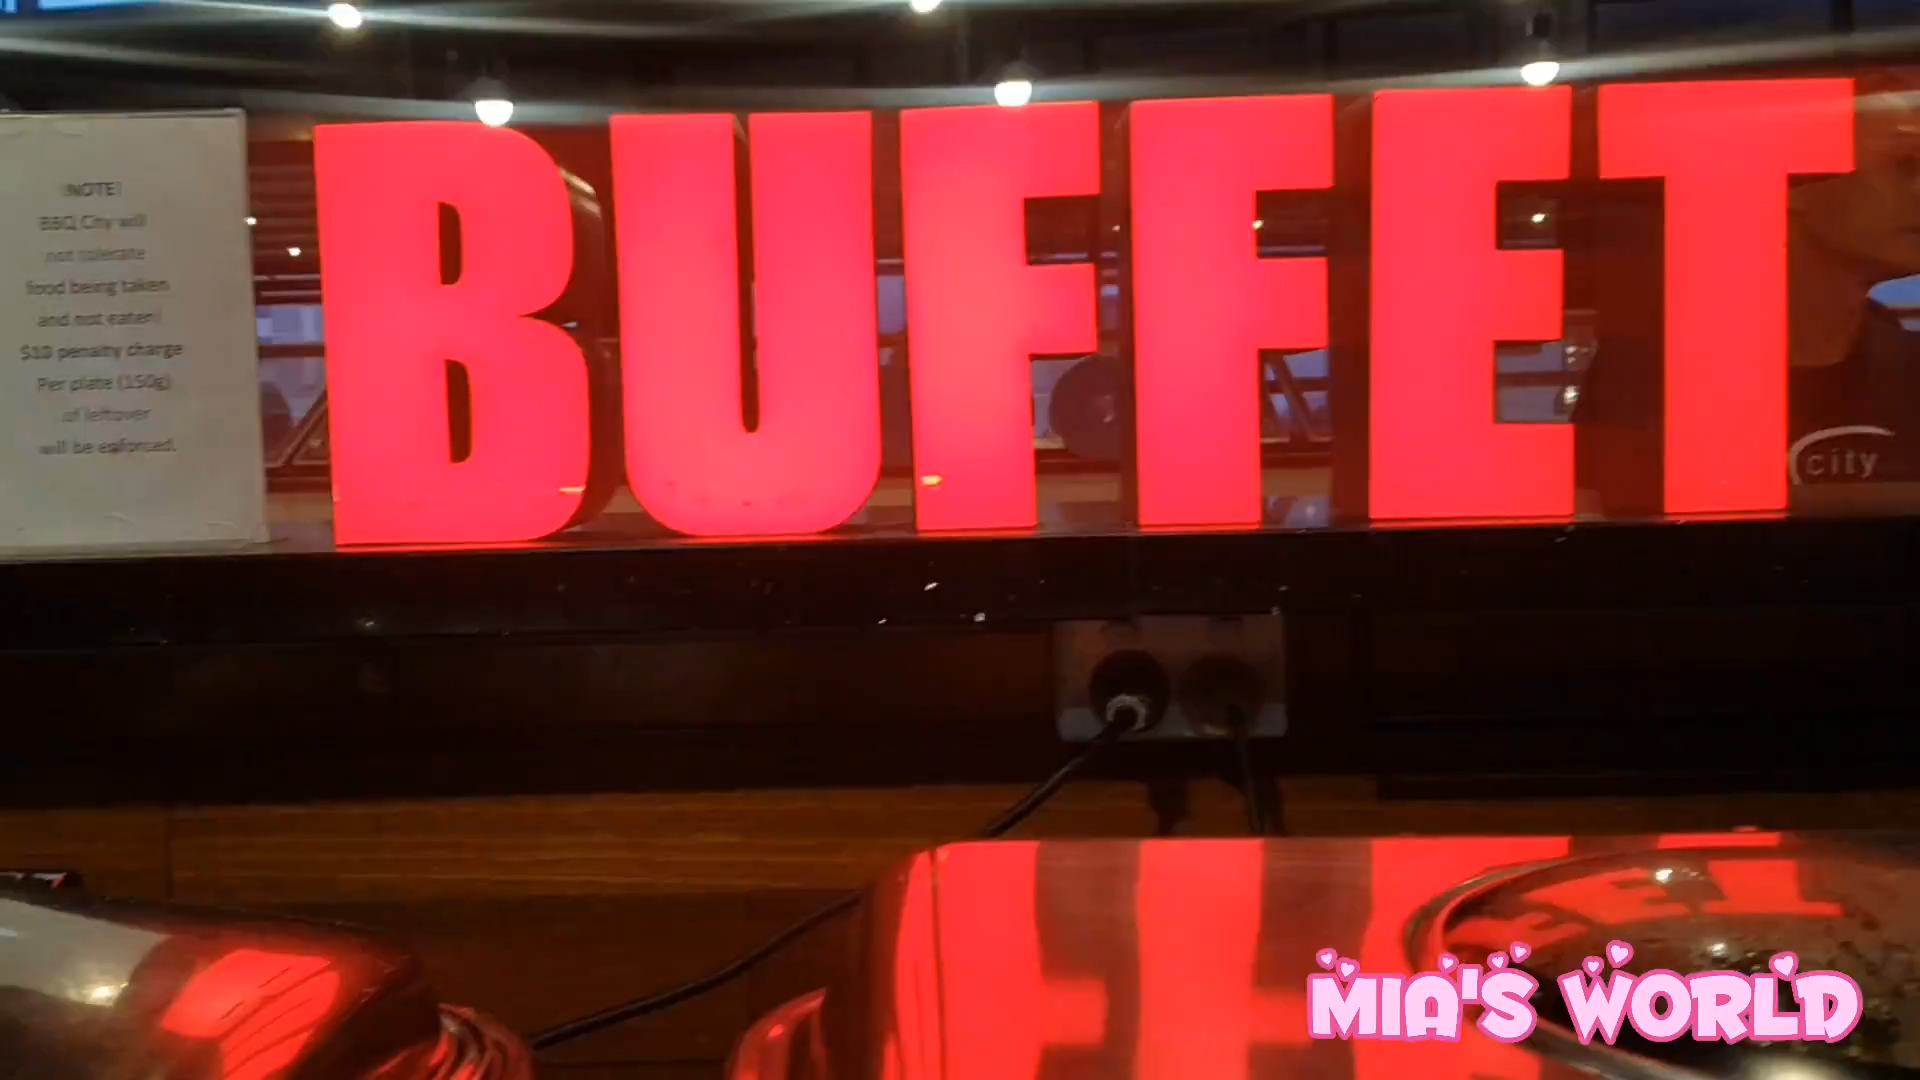 !NOTE!
BBQ City will
not tolerate
food being taken
and not eaten!
$10 penalty charge
Per plate (150g)
of leftover
will be enforced.
BUFFET
city
MIA'S WORLD